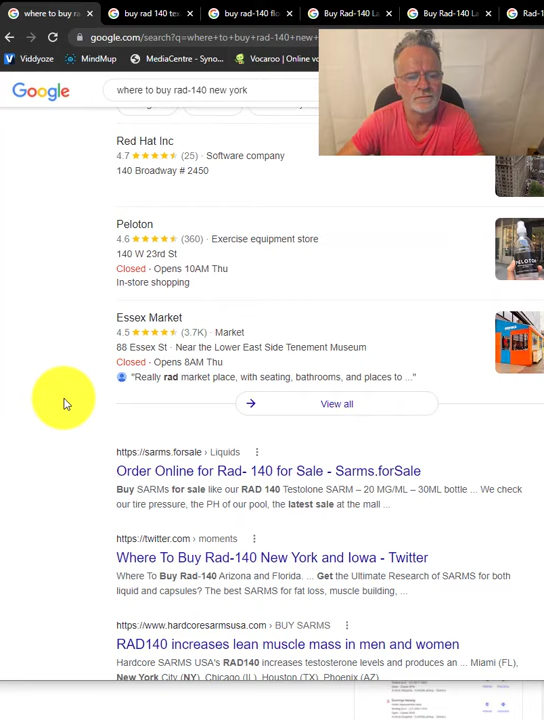 where to buy ra
buy rad 140 tex
buy rad-140 flo
Buy Rad-140 La
Buy Rad-140 La
Rad-1
google.com/search?q=where+to+buy+rad-140+new+
Viddyoze
MindMup
MediaCentre - Syno...
Vocaroo | Online vo
Google
where to buy rad-140 new york
Red Hat Inc
4.7 (25) · Software company
140 Broadway # 2450
Peloton
4.6 (360) · Exercise equipment store
140 W 23rd St
Closed · Opens 10AM Thu
In-store shopping
PELOTON
Essex Market
4.5 (3.7K) · Market
88 Essex St · Near the Lower East Side Tenement Museum
Closed · Opens 8AM Thu
"Really rad market place, with seating, bathrooms, and places to ..."
View all
https://sarms.forsale › Liquids
Order Online for Rad- 140 for Sale - Sarms.forSale
Buy SARMs for sale like our RAD 140 Testolone SARM – 20 MG/ML – 30ML bottle ... We check
our tire pressure, the PH of our pool, the latest sale at the mall ...
https://twitter.com › moments
Where To Buy Rad-140 New York and Iowa - Twitter
Where To Buy Rad-140 Arizona and Florida. ... Get the Ultimate Research of SARMS for both
liquid and capsules? The best SARMS for fat loss, muscle building, ...
https://www.hardcoresarmsusa.com › BUY SARMS
RAD140 increases lean muscle mass in men and women
Hardcore SARMS USA's RAD140 increases testosterone levels and produces an ... Miami (FL),
New York City (NY), Chicago (IL), Houston (TX), Phoenix (AZ)